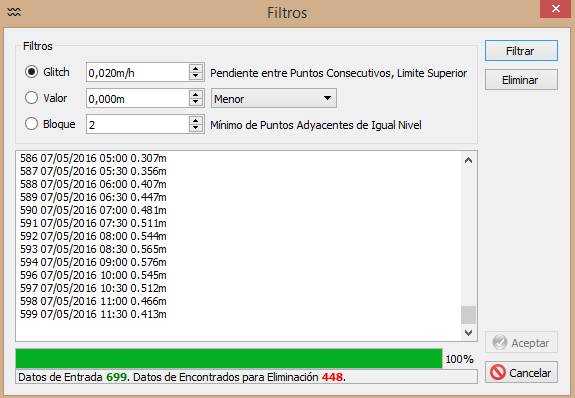 Filtros
Filtros
Glitch 0,020m/h Pendiente entre Puntos Consecutivos, Limite Superior
Valor 0,000m Menor
Bloque 2 Mínimo de Puntos Adyacentes de Igual Nivel
Filtrar
Eliminar
586 07/05/2016 05:00 0.307m
587 07/05/2016 05:30 0.356m
588 07/05/2016 06:00 0.407m
589 07/05/2016 06:30 0.447m
590 07/05/2016 07:00 0.481m
591 07/05/2016 07:30 0.511m
592 07/05/2016 08:00 0.544m
593 07/05/2016 08:30 0.565m
594 07/05/2016 09:00 0.576m
596 07/05/2016 10:00 0.545m
597 07/05/2016 10:30 0.512m
598 07/05/2016 11:00 0.466m
599 07/05/2016 11:30 0.413m
Aceptar
100%
Cancelar
Datos de Entrada 699. Datos de Encontrados para Eliminación 448.